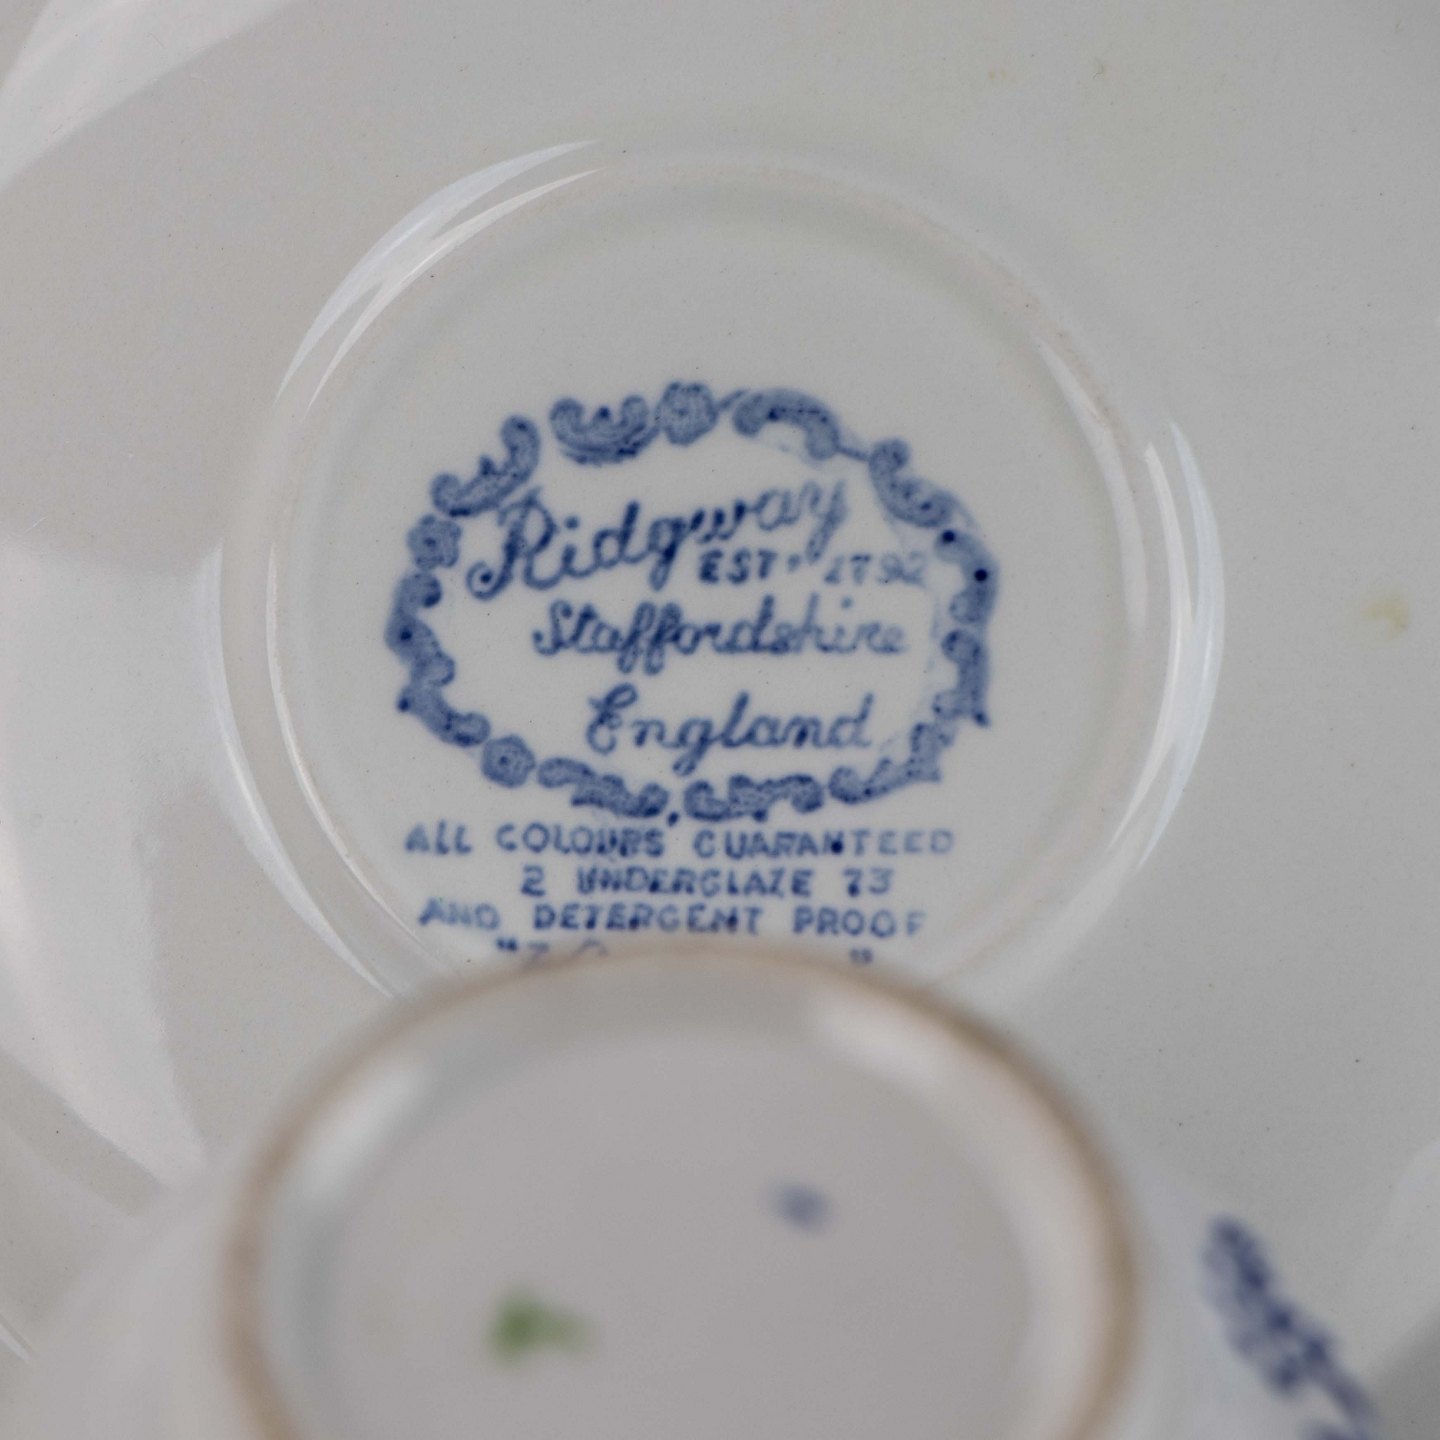 Ridgway
EST. 1792
Staffordshire
England
ALL COLOURS GUARANTEED
2 UNDERGLAZE 73
AND DETERGENT PROOF